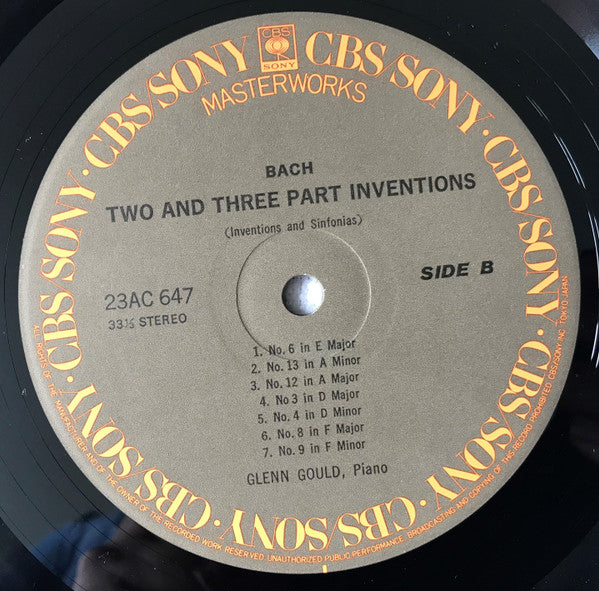 CBS/SONY · CBS/SONY · CBS/SONY · CBS/SONY · CBS/SONY · CBS/SONY · CBS/SONY · CBS/SONY
CBS
SONY
MASTERWORKS
BACH
TWO AND THREE PART INVENTIONS
(Inventions and Sinfonias)
SIDE B
23AC 647
33⅓ STEREO
1. No. 6 in E Major
2. No. 13 in A Minor
3. No. 12 in A Major
4. No 3 in D Major
5. No. 4 in D Minor
6. No. 8 in F Major
7. No. 9 in F Minor
GLENN GOULD, Piano
ALL RIGHTS OF THE MANUFACTURER AND OF THE OWNER OF THE RECORDED WORK RESERVED. UNAUTHORIZED PUBLIC PERFORMANCE, BROADCASTING AND COPYING OF THIS RECORD PROHIBITED CBS/SONY INC. TOKYO-JAPAN